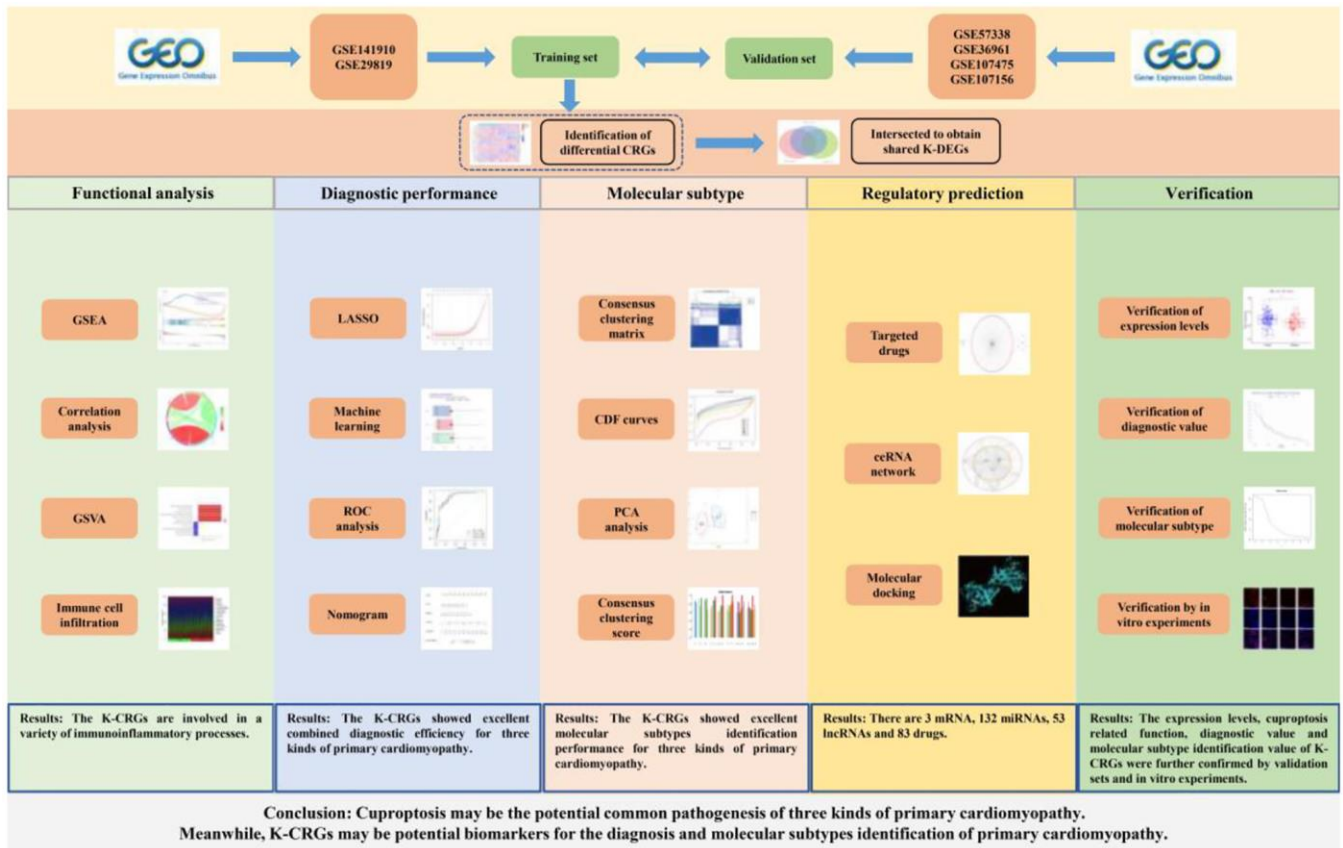 GEO
Gene Expression Omnibus
GSE141910
GSE29819
Training set
Validation set
GSE57338
GSE36961
GSE107475
GSE107156
GEO
Gene Expression Omnibus
Identification of
differential CRGs
Intersected to obtain
shared K-DEGs
Functional analysis
Diagnostic performance
Molecular subtype
Regulatory prediction
Verification
GSEA
Correlation
analysis
GSVA
Immune cell
infiltration
LASSO
Machine
learning
ROC
analysis
Nomogram
Consensus
clustering
matrix
CDF curves
PCA
analysis
Consensus
clustering
score
Targeted
drugs
ceRNA
network
Molecular
docking
Verification of
expression levels
Verification of
diagnostic value
Verification of
molecular subtype
Verification by in
vitro experiments
Results: The K-CRGs are involved in a
variety of immunoinflammatory processes.
Results: The K-CRGs showed excellent
combined diagnostic efficiency for three
kinds of primary cardiomyopathy.
Results: The K-CRGs showed excellent
molecular subtypes identification
performance for three kinds of primary
cardiomyopathy.
Results: There are 3 mRNA, 132 miRNAs, 53
lncRNAs and 83 drugs.
Results: The expression levels, cuproptosis
related function, diagnostic value and
molecular subtype identification value of K-
CRGs were further confirmed by validation
sets and in vitro experiments.
Conclusion: Cuproptosis may be the potential common pathogenesis of three kinds of primary cardiomyopathy.
Meanwhile, K-CRGs may be potential biomarkers for the diagnosis and molecular subtypes identification of primary cardiomyopathy.